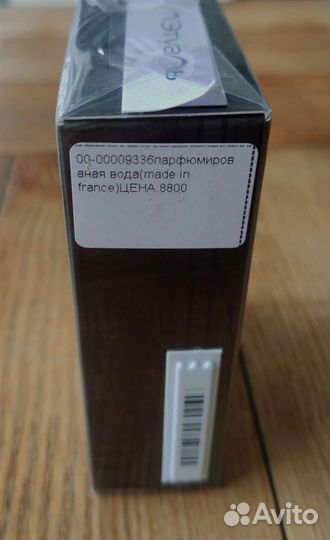 00-00009336парфюмиров
аная вода(made in
france)ЦЕНА:8800
Avito